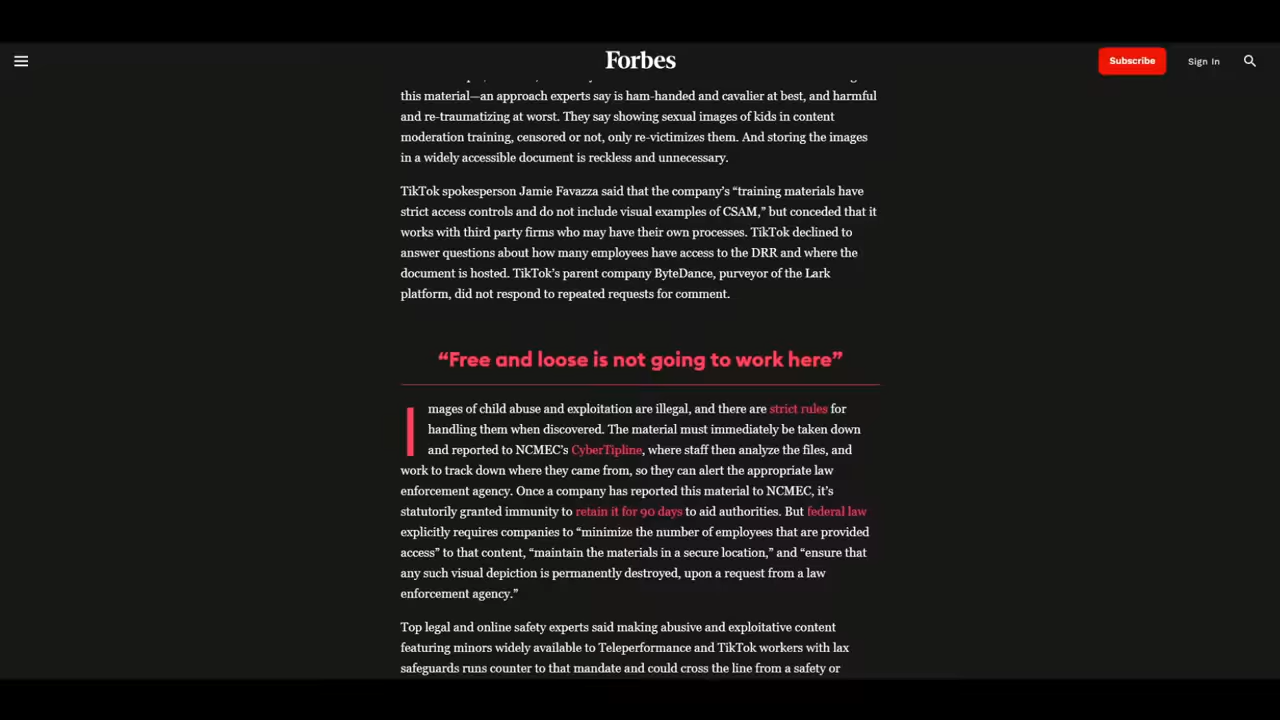 Forbes
Subscribe
Sign In
this material—an approach experts say is ham-handed and cavalier at best, and harmful
and re-traumatizing at worst. They say showing sexual images of kids in content
moderation training, censored or not, only re-victimizes them. And storing the images
in a widely accessible document is reckless and unnecessary.
TikTok spokesperson Jamie Favazza said that the company’s “training materials have
strict access controls and do not include visual examples of CSAM,” but conceded that it
works with third party firms who may have their own processes. TikTok declined to
answer questions about how many employees have access to the DRR and where the
document is hosted. TikTok’s parent company ByteDance, purveyor of the Lark
platform, did not respond to repeated requests for comment.
“Free and loose is not going to work here”
Images of child abuse and exploitation are illegal, and there are strict rules for
handling them when discovered. The material must immediately be taken down
and reported to NCMEC’s CyberTipline, where staff then analyze the files, and
work to track down where they came from, so they can alert the appropriate law
enforcement agency. Once a company has reported this material to NCMEC, it’s
statutorily granted immunity to retain it for 90 days to aid authorities. But federal law
explicitly requires companies to “minimize the number of employees that are provided
access” to that content, “maintain the materials in a secure location,” and “ensure that
any such visual depiction is permanently destroyed, upon a request from a law
enforcement agency.”
Top legal and online safety experts said making abusive and exploitative content
featuring minors widely available to Teleperformance and TikTok workers with lax
safeguards runs counter to that mandate and could cross the line from a safety or